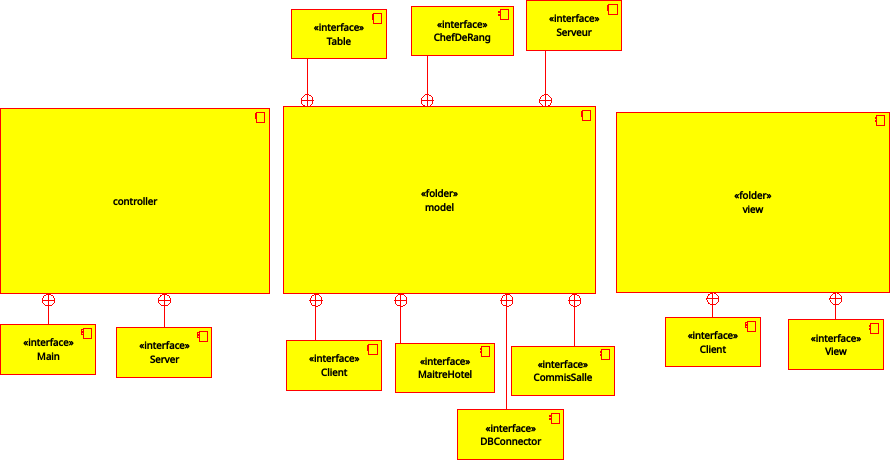 «interface»
Table
«interface»
ChefDeRang
«interface»
Serveur
controller
«folder»
model
«folder»
view
«interface»
Main
«interface»
Server
«interface»
Client
«interface»
MaitreHotel
«interface»
CommisSalle
«interface»
DBConnector
«interface»
Client
«interface»
View